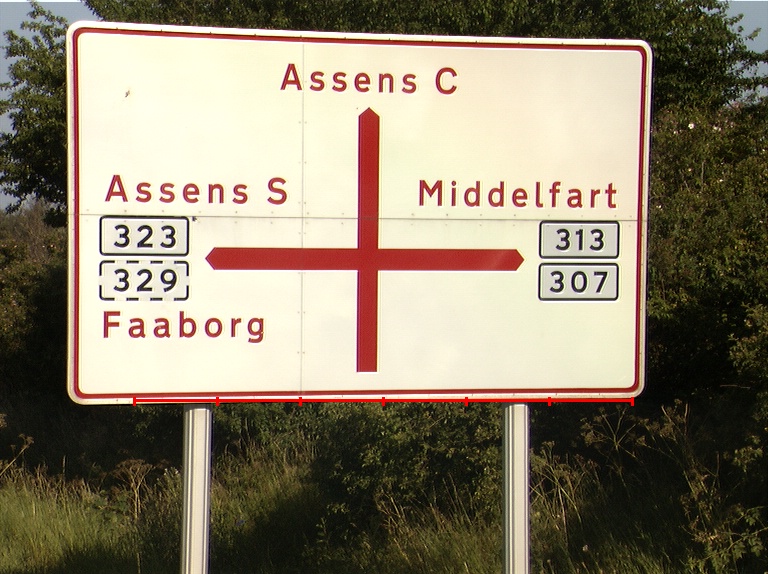 Assens C
Assens S
Middelfart
323
313
329
307
Faaborg